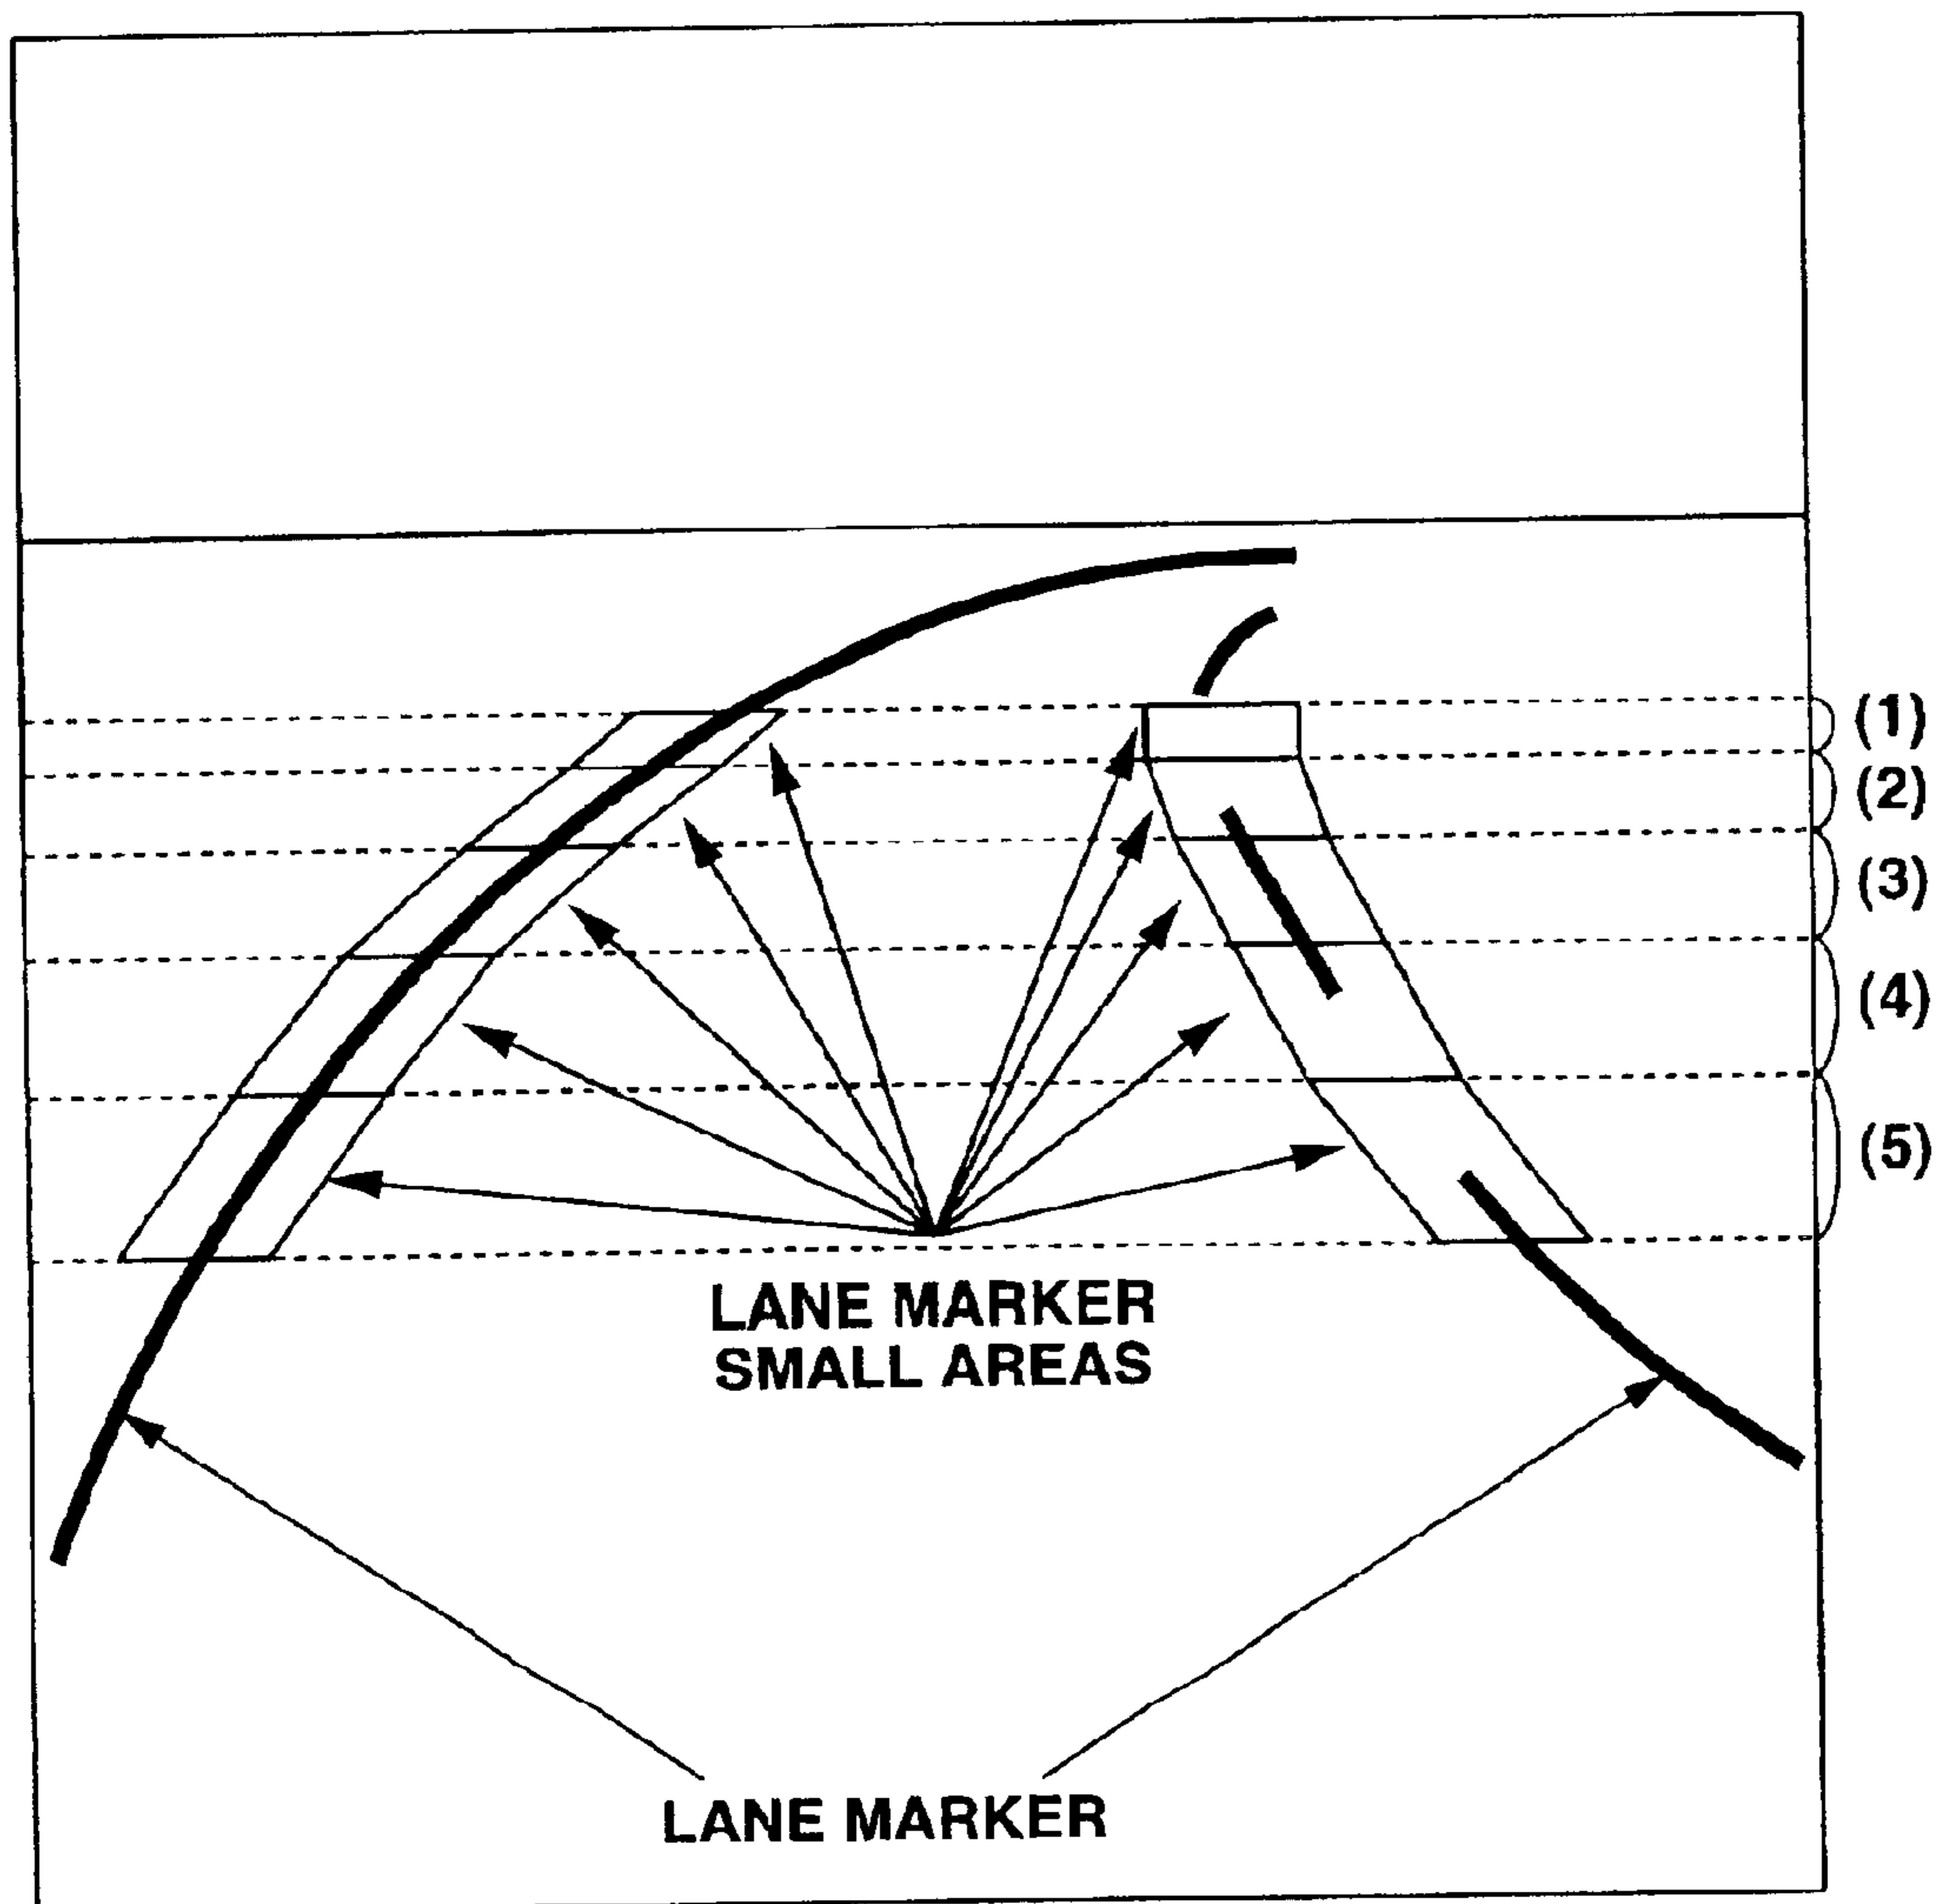 (1)
(2)
(3)
(4)
(5)
LANE MARKER
SMALL AREAS
LANE MARKER